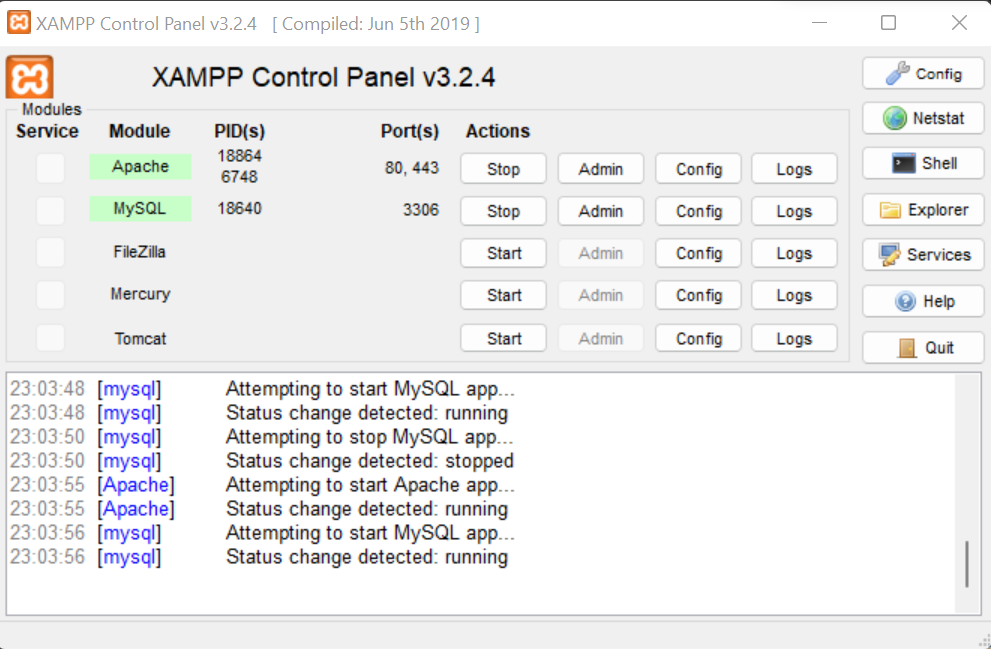 XAMPP Control Panel v3.2.4 [ Compiled: Jun 5th 2019 ]
XAMPP Control Panel v3.2.4
Config
Modules
Service Module PID(s) Port(s) Actions
Netstat
Apache 18864 6748 80, 443 Stop Admin Config Logs
Shell
MySQL 18640 3306 Stop Admin Config Logs
Explorer
FileZilla Start Admin Config Logs
Services
Mercury Start Admin Config Logs
Help
Tomcat Start Admin Config Logs
Quit
23:03:48 [mysql] Attempting to start MySQL app...
23:03:48 [mysql] Status change detected: running
23:03:50 [mysql] Attempting to stop MySQL app...
23:03:50 [mysql] Status change detected: stopped
23:03:55 [Apache] Attempting to start Apache app...
23:03:55 [Apache] Status change detected: running
23:03:56 [mysql] Attempting to start MySQL app...
23:03:56 [mysql] Status change detected: running